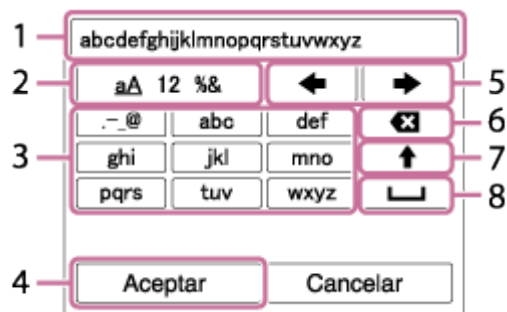 1 abcdefghijklmnopqrstuvwxyz
2 aA 12 %& 5
.-_@ abc def 6
3 ghi jkl mno 7
pqrs tuv wxyz 8
4 Aceptar Cancelar